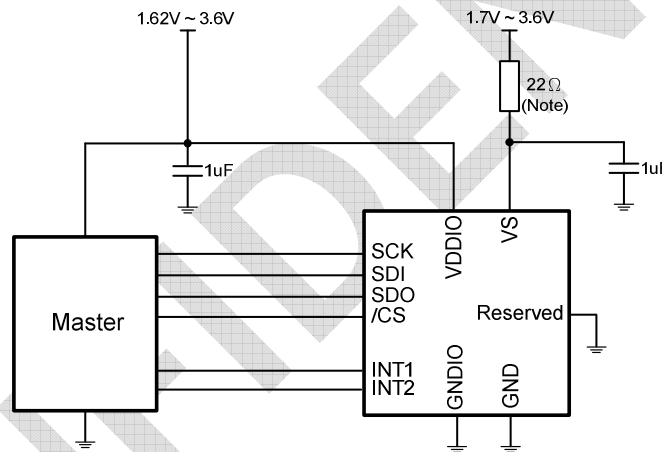 1.62V ~ 3.6V
1.7V ~ 3.6V
22Ω
(Note)
1uF
SCK
SDI
SDO
/CS
INT1
INT2
VDDIO
VS
Reserved
GNDIO
GND
Master